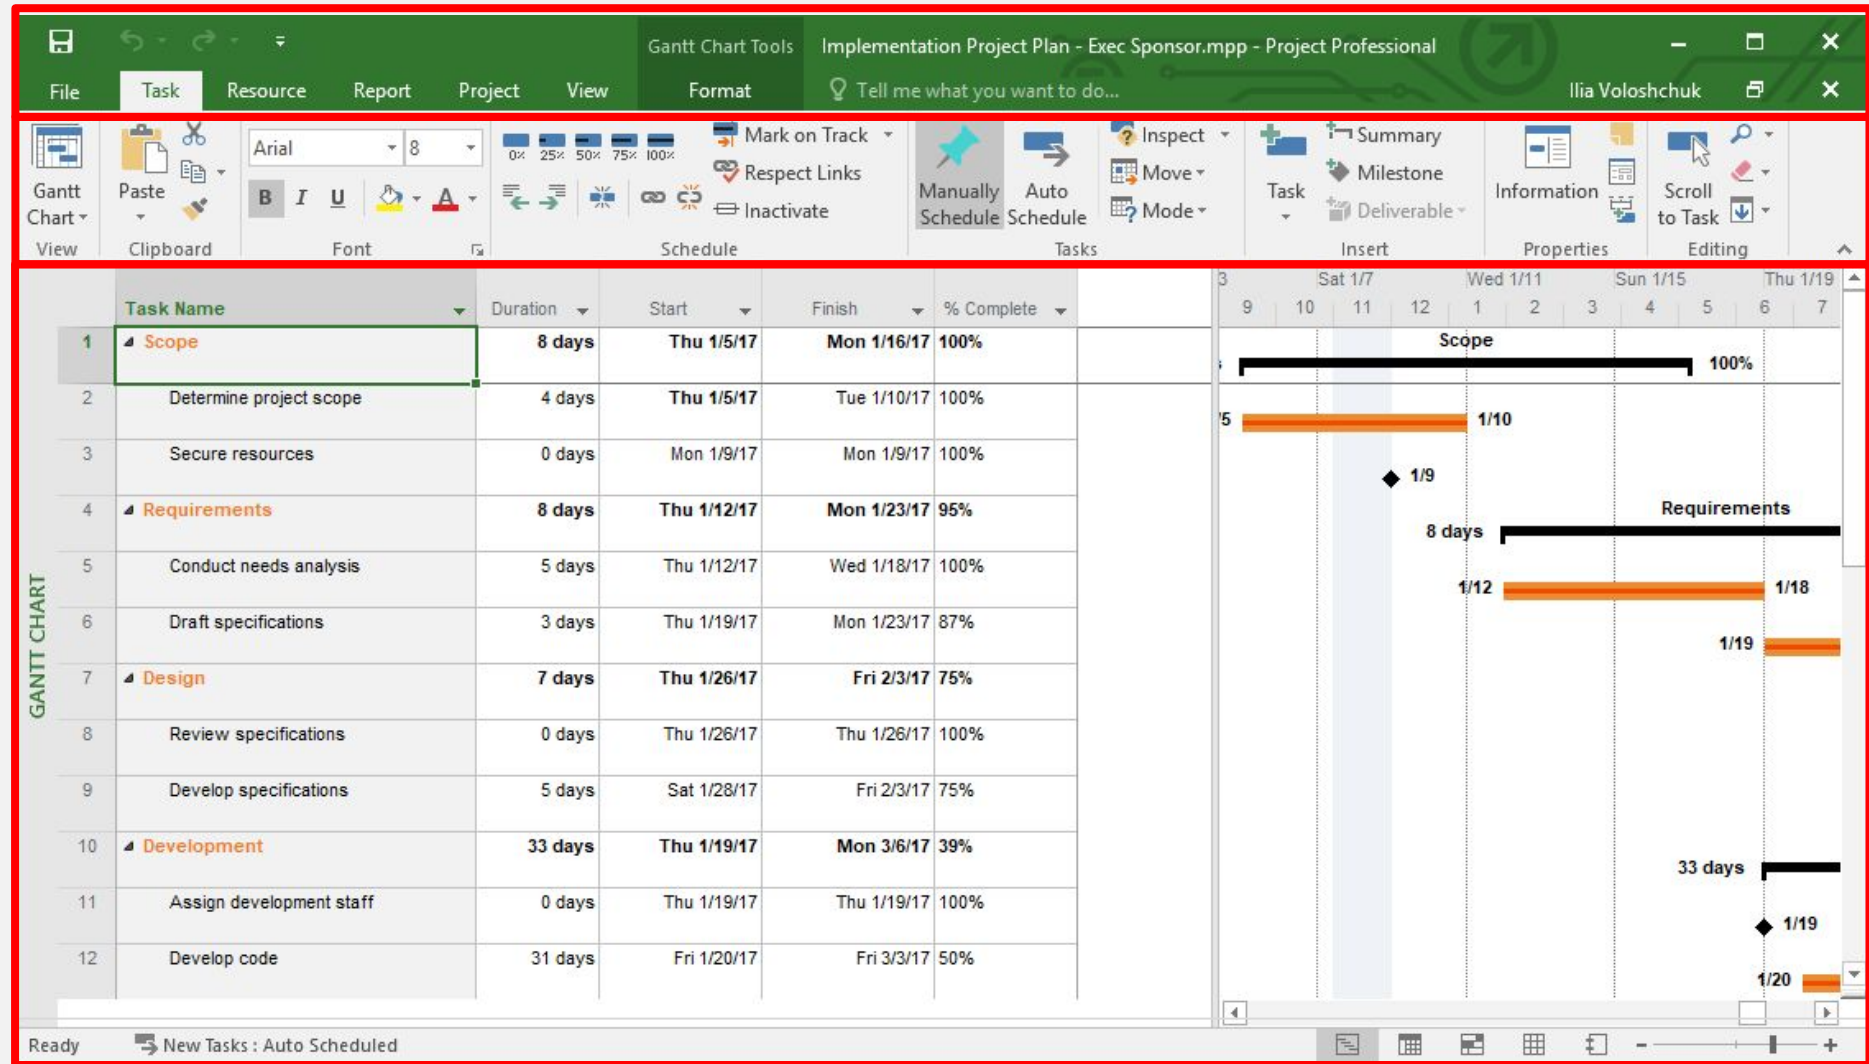 Gantt Chart Tools Implementation Project Plan - Exec Sponsor.mpp - Project Professional
File Task Resource Report Project View Format Tell me what you want to do... Ilia Voloshchuk
Gantt Chart
View
Paste
Clipboard
Arial 8
B I U A
Font
0% 25% 50% 75% 100%
Mark on Track
Respect Links
Inactivate
Schedule
Manually Schedule
Auto Schedule
Inspect
Move
Mode
Tasks
Task
Summary
Milestone
Deliverable
Insert
Information
Properties
Scroll to Task
Editing
GANTT CHART
Task Name Duration Start Finish % Complete
1 Scope 8 days Thu 1/5/17 Mon 1/16/17 100%
2 Determine project scope 4 days Thu 1/5/17 Tue 1/10/17 100%
3 Secure resources 0 days Mon 1/9/17 Mon 1/9/17 100%
4 Requirements 8 days Thu 1/12/17 Mon 1/23/17 95%
5 Conduct needs analysis 5 days Thu 1/12/17 Wed 1/18/17 100%
6 Draft specifications 3 days Thu 1/19/17 Mon 1/23/17 87%
7 Design 7 days Thu 1/26/17 Fri 2/3/17 75%
8 Review specifications 0 days Thu 1/26/17 Thu 1/26/17 100%
9 Develop specifications 5 days Sat 1/28/17 Fri 2/3/17 75%
10 Development 33 days Thu 1/19/17 Mon 3/6/17 39%
11 Assign development staff 0 days Thu 1/19/17 Thu 1/19/17 100%
12 Develop code 31 days Fri 1/20/17 Fri 3/3/17 50%
3 Sat 1/7 Wed 1/11 Sun 1/15 Thu 1/19
9 10 11 12 1 2 3 4 5 6 7
Scope
100%
/5 1/10
1/9
Requirements
8 days
1/12 1/18
1/19
33 days
1/19
1/20
Ready New Tasks : Auto Scheduled